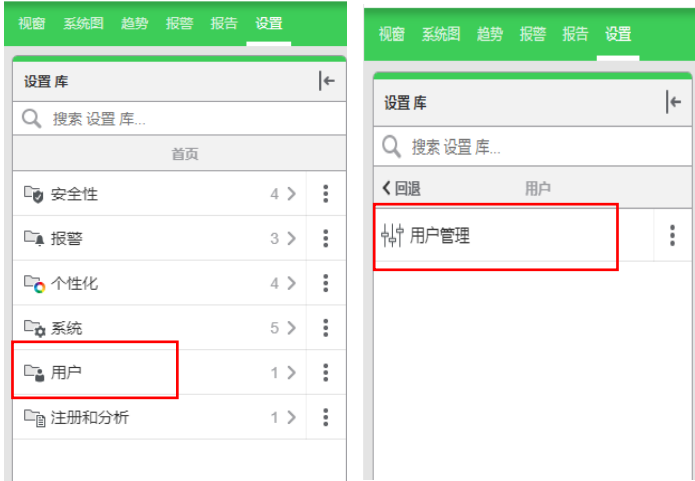 视窗 系统图 趋势 报警 报告 设置
设置 库
搜索 设置 库...
首页
安全性 4
报警 3
个性化 4
系统 5
用户 1
注册和分析 1
视窗 系统图 趋势 报警 报告 设置
设置 库
搜索 设置 库...
回退 用户
用户管理